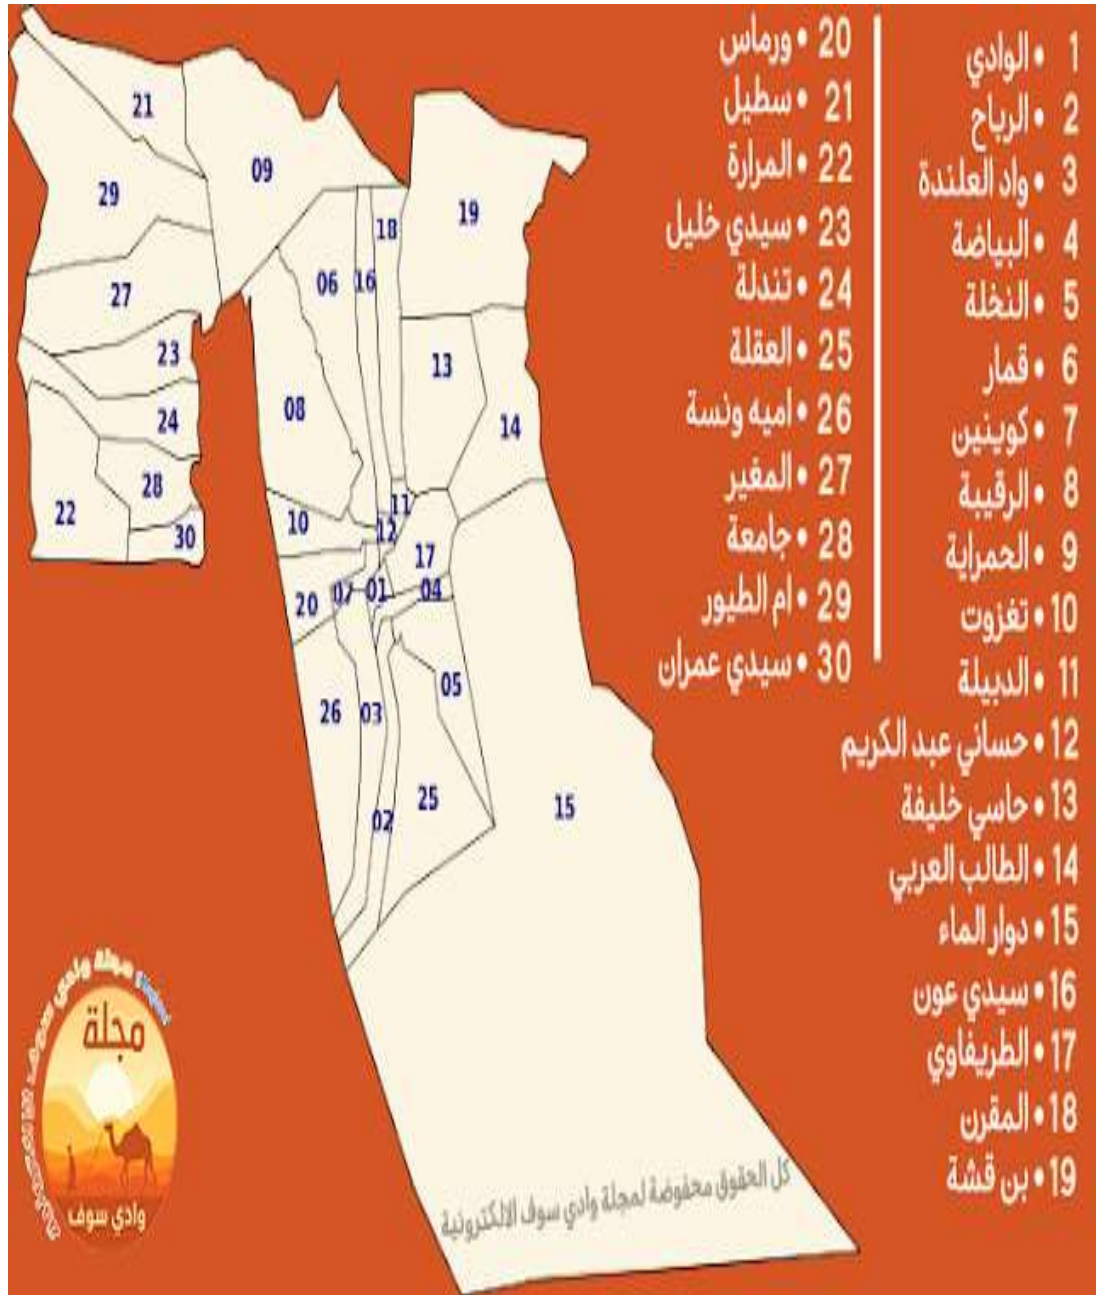 1 • الوادي
2 • الرباح
3 • واد العلندة
4 • البياضة
5 • النخلة
6 • قمار
7 • كوينين
8 • الرقيبة
9 • الحمراية
10 • تغزوت
11 • الدبيلة
12 • حساني عبد الكريم
13 • حاسي خليفة
14 • الطالب العربي
15 • دوار الماء
16 • سيدي عون
17 • الطريفاوي
18 • المقرن
19 • بن قشة
20 • ورماس
21 • سطيل
22 • المرارة
23 • سيدي خليل
24 • تندلة
25 • العقلة
26 • اميه ونسة
27 • المغير
28 • جامعة
29 • ام الطيور
30 • سيدي عمران
21
09
29
19
18
06
16
27
23
13
08
24
14
28
11
22
10
12
30
17
20
07
01
04
05
26
03
25
02
15
كل الحقوق محفوضة لمجلة وادي سوف الالكترونية
مجلة وادي سوف
مجلة
وادي سوف